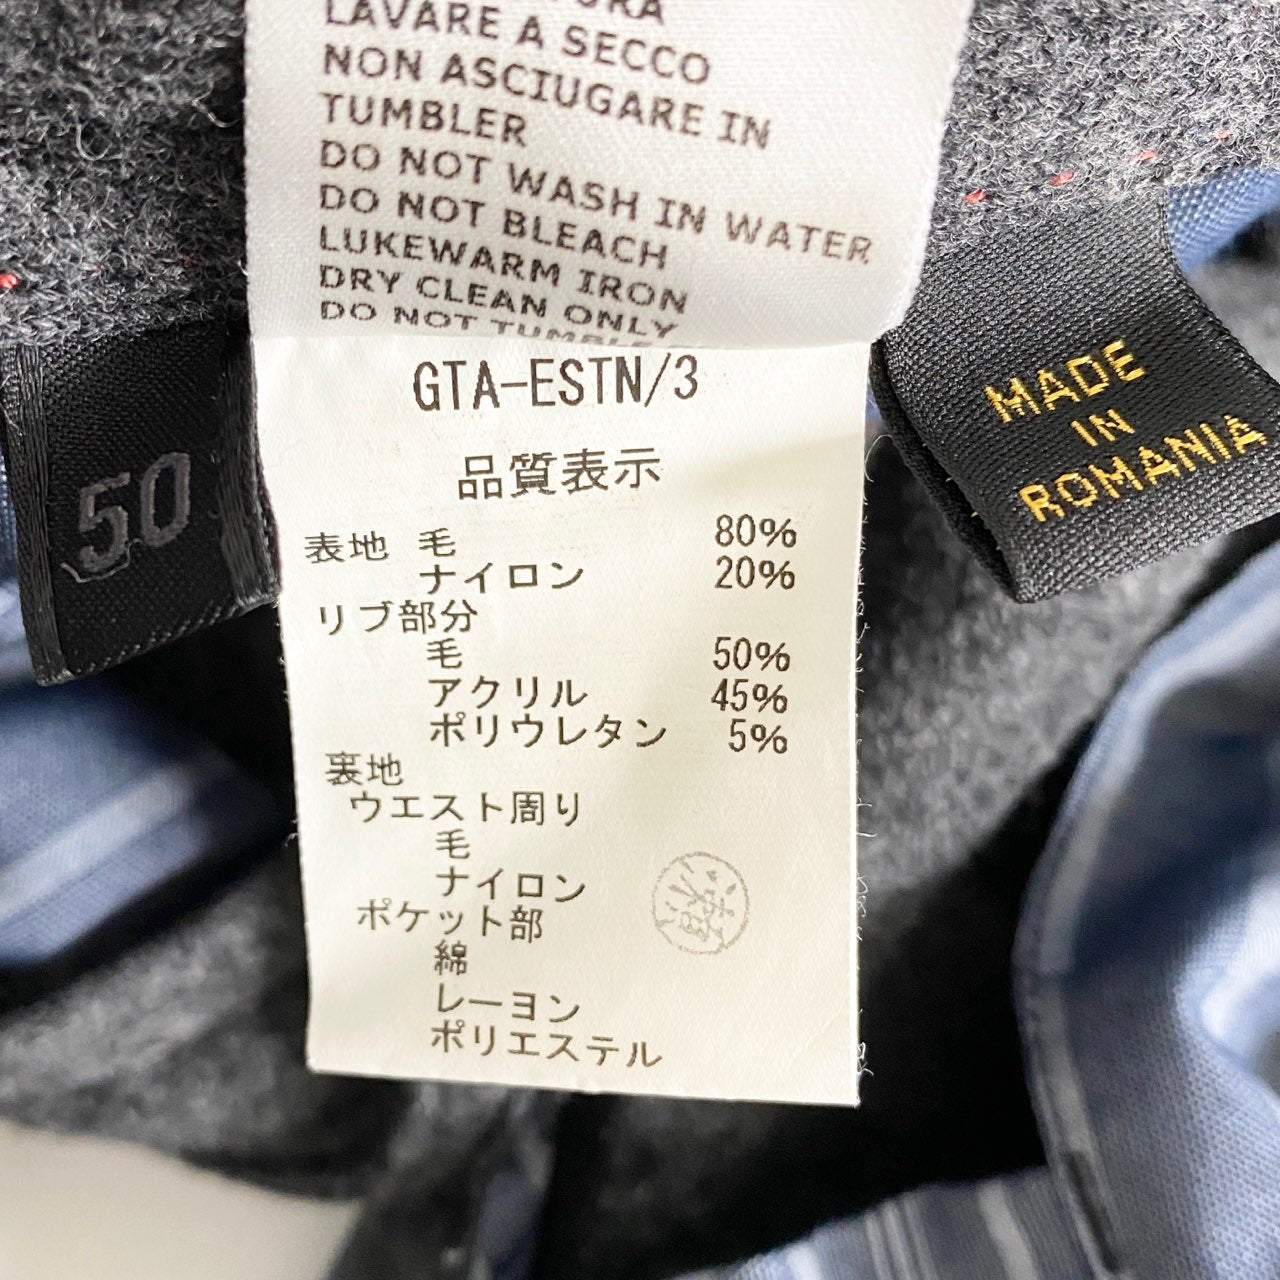 LAVARE A SECCO
NON ASCIUGARE IN
TUMBLER
DO NOT WASH IN WATER
DO NOT BLEACH
LUKEWARM IRON
DRY CLEAN ONLY
DO NOT TUMBLE
GTA-ESTN/3
品質表示
表地 毛 80%
ナイロン 20%
リブ部分
毛 50%
アクリル 45%
ポリウレタン 5%
裏地
ウエスト周り
毛
ナイロン
ポケット部
綿
レーヨン
ポリエステル
50
MADE
IN
ROMANIA